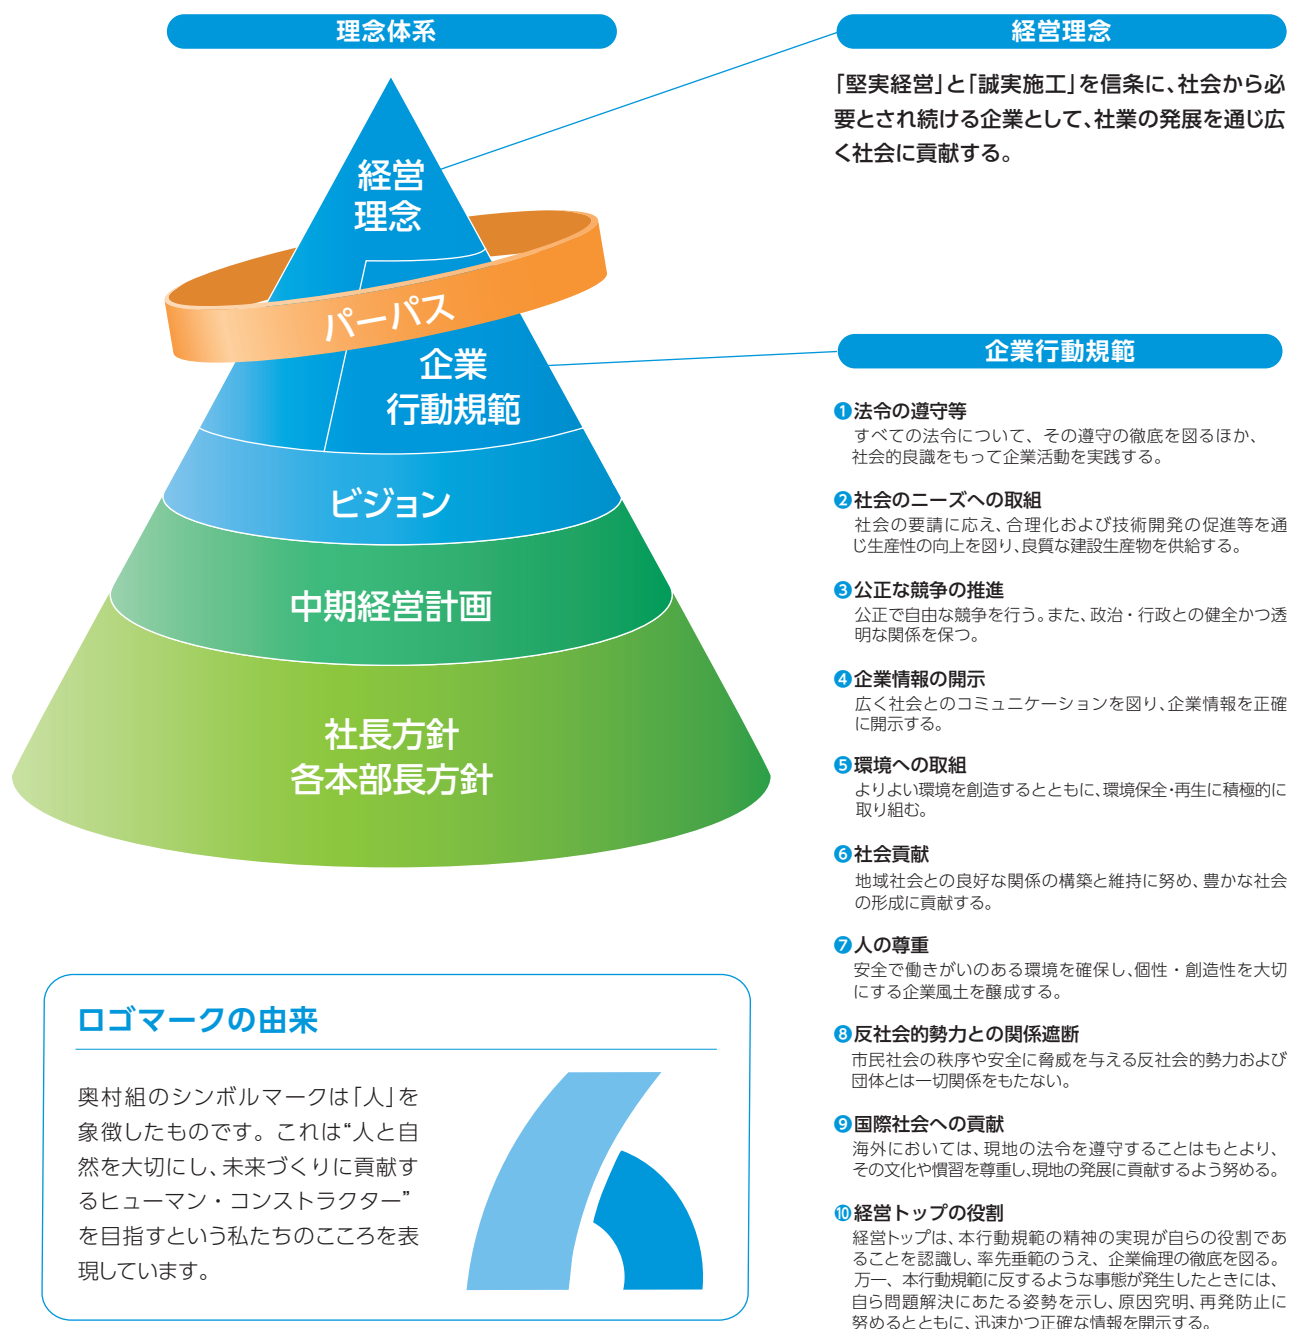 理念体系
経営
理念
パーパス
企業
行動規範
ビジョン
中期経営計画
社長方針
各本部長方針
経営理念
「堅実経営」と「誠実施工」を信条に、社会から必
要とされ続ける企業として、社業の発展を通じ広
く社会に貢献する。
企業行動規範
❶法令の遵守等
すべての法令について、その遵守の徹底を図るほか、
社会的良識をもって企業活動を実践する。
❷社会のニーズへの取組
社会の要請に応え、合理化および技術開発の促進等を通
じ生産性の向上を図り、良質な建設生産物を供給する。
❸公正な競争の推進
公正で自由な競争を行う。また、政治・行政との健全かつ透
明な関係を保つ。
❹企業情報の開示
広く社会とのコミュニケーションを図り、企業情報を正確
に開示する。
❺環境への取組
よりよい環境を創造するとともに、環境保全・再生に積極的に
取り組む。
❻社会貢献
地域社会との良好な関係の構築と維持に努め、豊かな社会
の形成に貢献する。
❼人の尊重
安全で働きがいのある環境を確保し、個性・創造性を大切
にする企業風土を醸成する。
❽反社会的勢力との関係遮断
市民社会の秩序や安全に脅威を与える反社会的勢力および
団体とは一切関係をもたない。
❾国際社会への貢献
海外においては、現地の法令を遵守することはもとより、
その文化や慣習を尊重し、現地の発展に貢献するよう努める。
❿経営トップの役割
経営トップは、本行動規範の精神の実現が自らの役割であ
ることを認識し、率先垂範のうえ、企業倫理の徹底を図る。
万一、本行動規範に反するような事態が発生したときには、
自ら問題解決にあたる姿勢を示し、原因究明、再発防止に
努めるとともに、迅速かつ正確な情報を開示する。
ロゴマークの由来
奥村組のシンボルマークは「人」を
象徴したものです。これは“人と自
然を大切にし、未来づくりに貢献す
るヒューマン・コンストラクター”
を目指すという私たちのこころを表
現しています。